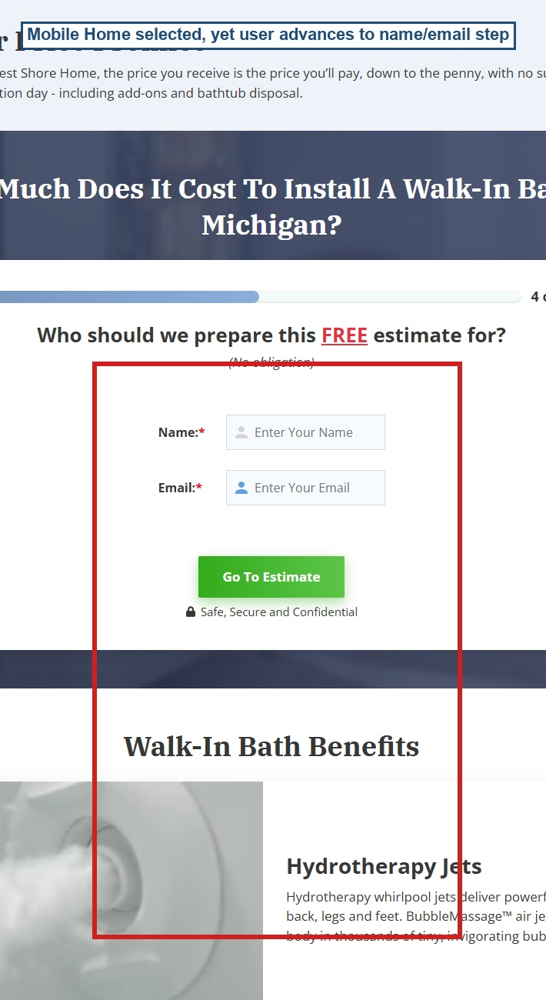 Mobile Home selected, yet user advances to name/email step
est Shore Home, the price you receive is the price you’ll pay, down to the penny, with no su
tion day - including add-ons and bathtub disposal.
Much Does It Cost To Install A Walk-In Ba
Michigan?
4 o
Who should we prepare this FREE estimate for?
(No obligation)
Name:*
Enter Your Name
Email:*
Enter Your Email
Go To Estimate
Safe, Secure and Confidential
Walk-In Bath Benefits
Hydrotherapy Jets
Hydrotherapy whirlpool jets deliver powerf
back, legs and feet. BubbleMassage™ air je
body in thousands of tiny, invigorating bub